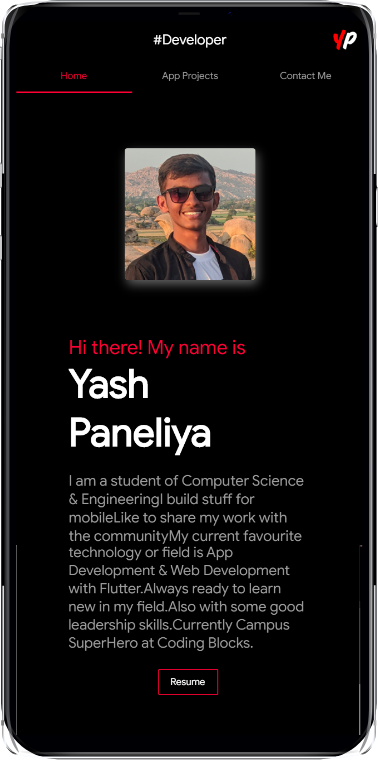 #Developer
YP
Home
App Projects
Contact Me
Hi there! My name is
Yash
Paneliya
I am a student of Computer Science
& EngineeringI build stuff for
mobileLike to share my work with
the communityMy current favourite
technology or field is App
Development & Web Development
with Flutter.Always ready to learn
new in my field.Also with some good
leadership skills.Currently Campus
SuperHero at Coding Blocks.
Resume